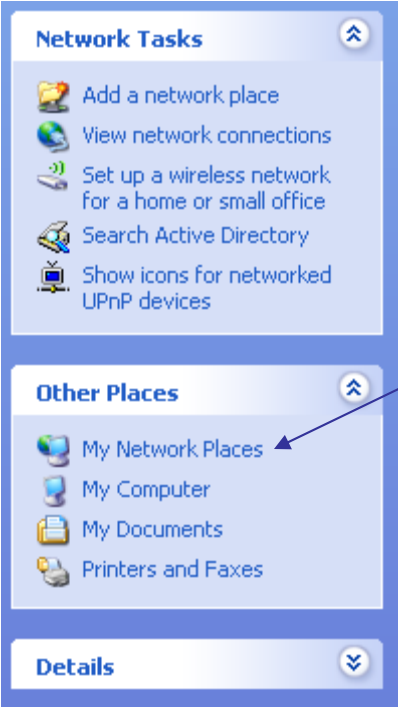 Network Tasks
Add a network place
View network connections
Set up a wireless network
for a home or small office
Search Active Directory
Show icons for networked
UPnP devices
Other Places
My Network Places
My Computer
My Documents
Printers and Faxes
Details